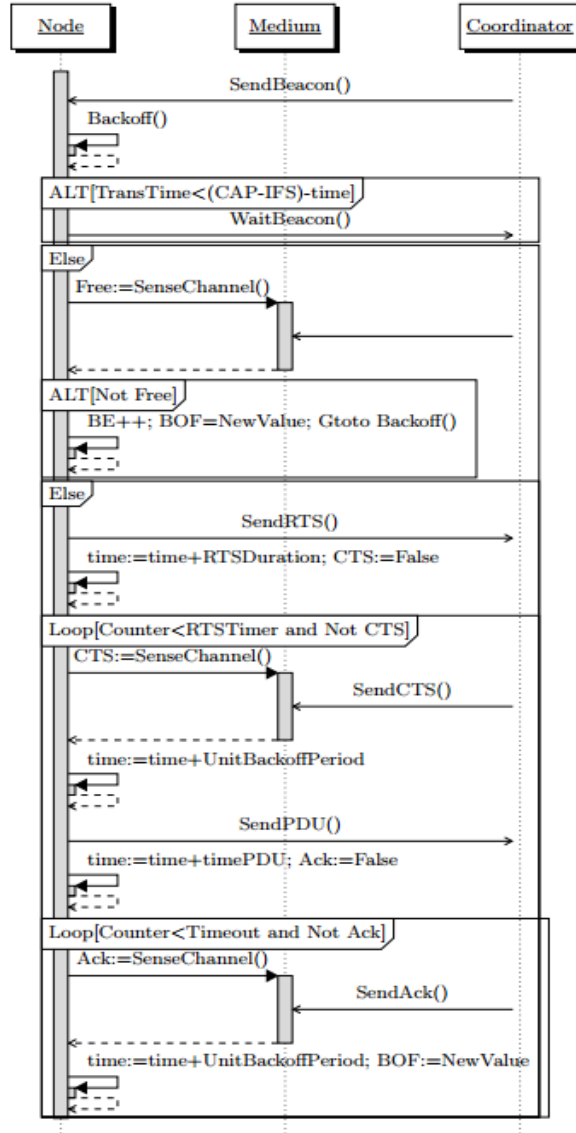 Node Medium Coordinator
SendBeacon()
Backoff()
ALT[TransTime<(CAP-IFS)-time]
WaitBeacon()
Else
Free:=SenseChannel()
ALT[Not Free]
BE++; BOF=NewValue; Gtoto Backoff()
Else
SendRTS()
time:=time+RTSDuration; CTS:=False
Loop[Counter<RTSTimer and Not CTS]
CTS:=SenseChannel()
SendCTS()
time:=time+UnitBackoffPeriod
SendPDU()
time:=time+timePDU; Ack:=False
Loop[Counter<Timeout and Not Ack]
Ack:=SenseChannel()
SendAck()
time:=time+UnitBackoffPeriod; BOF:=NewValue